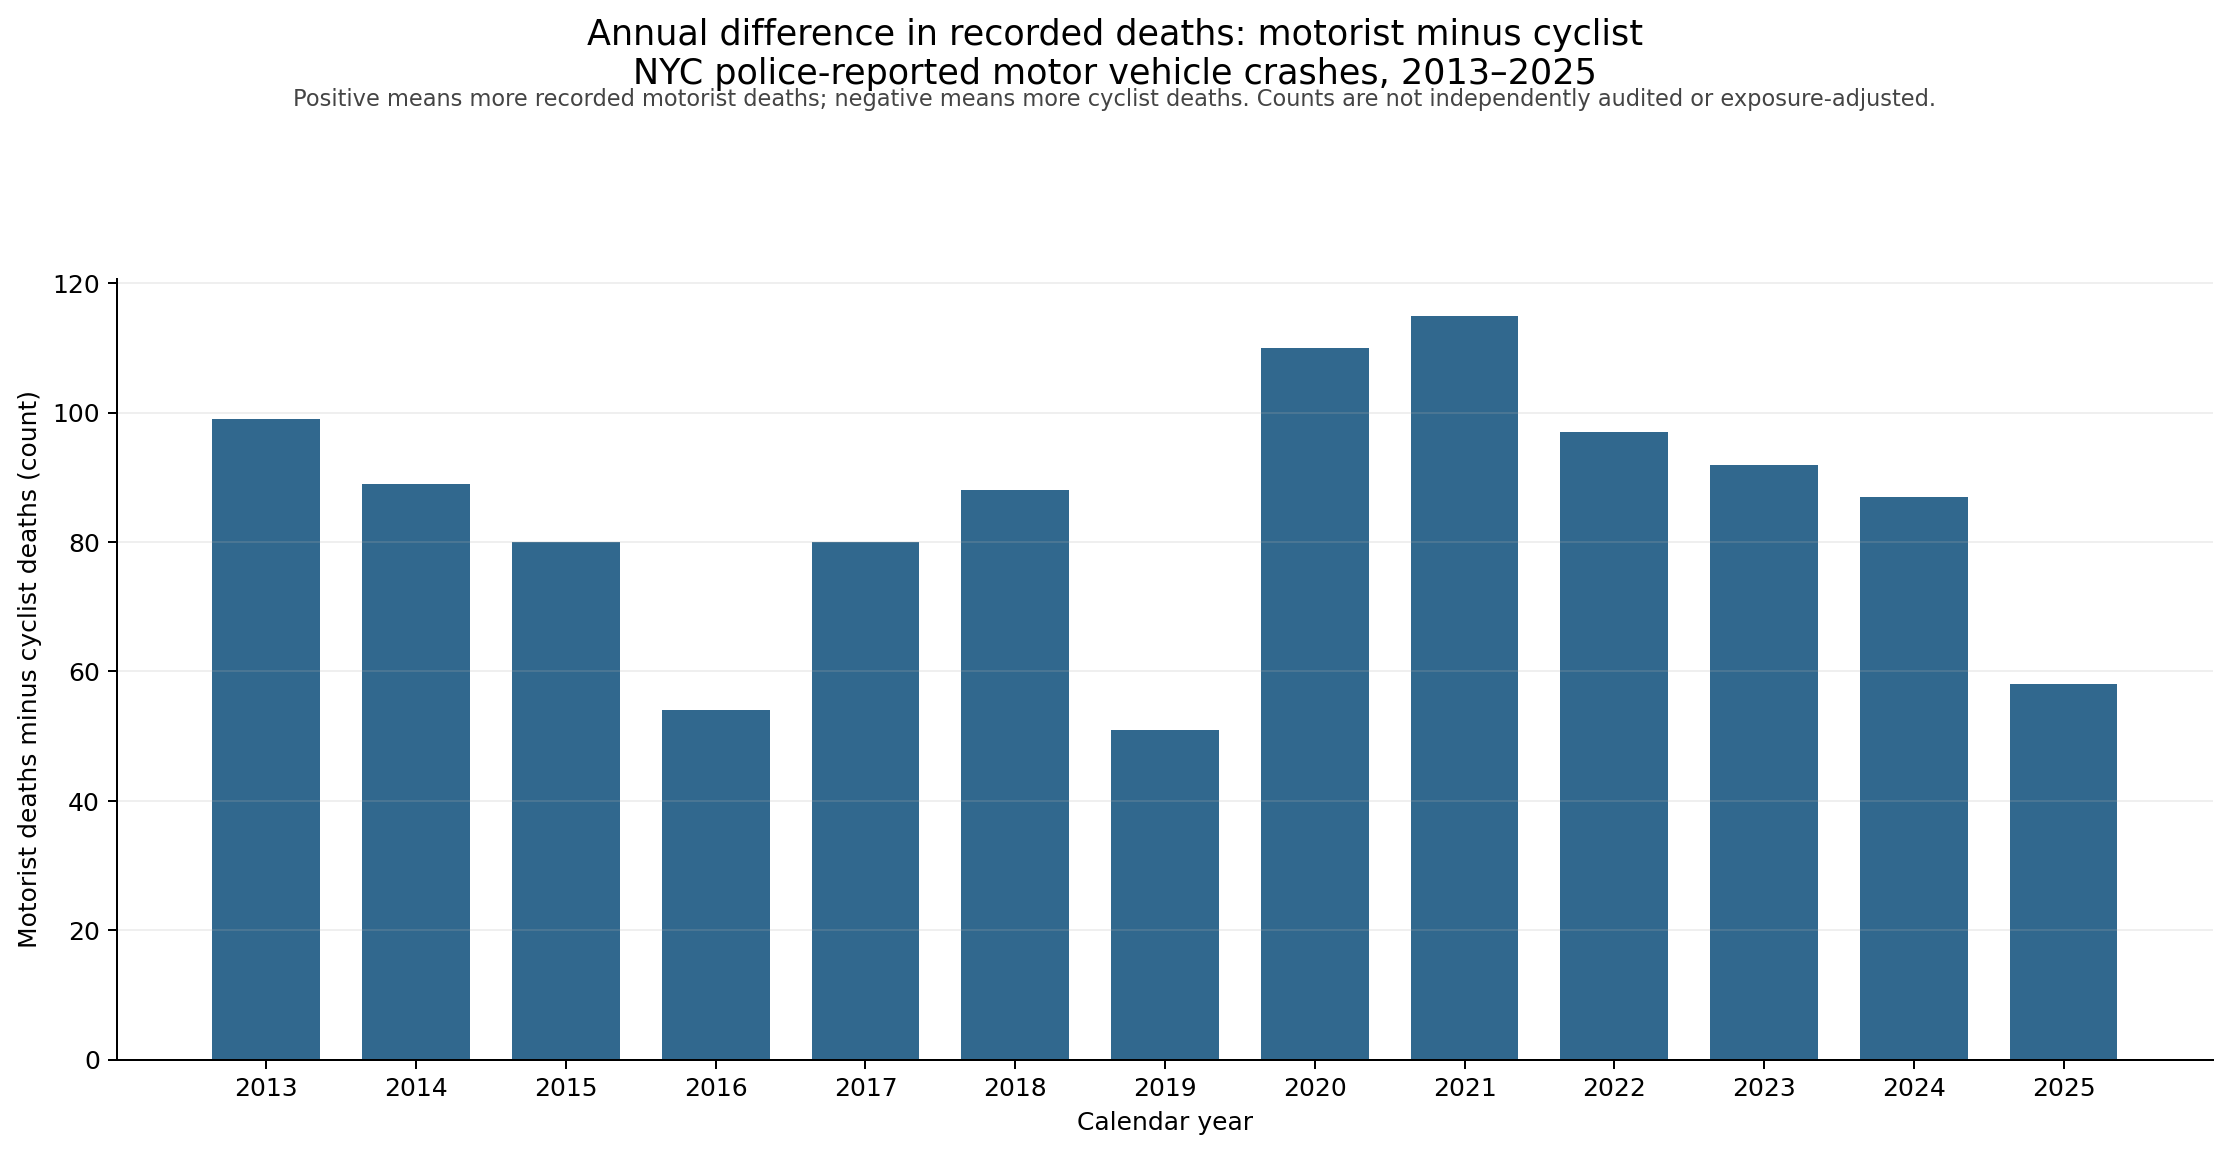 Annual difference in recorded deaths: motorist minus cyclist
NYC police-reported motor vehicle crashes, 2013–2025
Positive means more recorded motorist deaths; negative means more cyclist deaths. Counts are not independently audited or exposure-adjusted.
Motorist deaths minus cyclist deaths (count)
120
100
80
60
40
20
0
2013 2014 2015 2016 2017 2018 2019 2020 2021 2022 2023 2024 2025
Calendar year